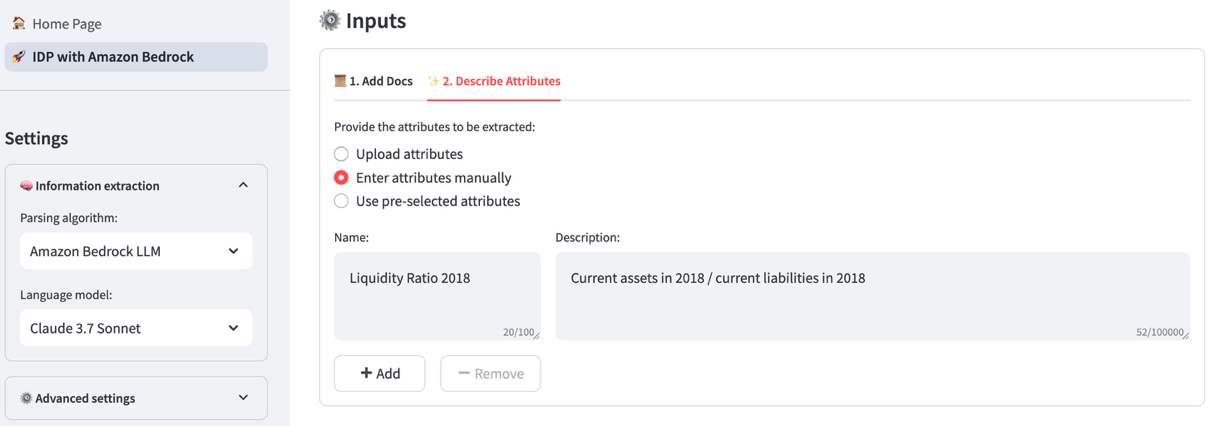 Home Page
IDP with Amazon Bedrock
Settings
Information extraction
Parsing algorithm:
Amazon Bedrock LLM
Language model:
Claude 3.7 Sonnet
Advanced settings
Inputs
1. Add Docs
2. Describe Attributes
Provide the attributes to be extracted:
Upload attributes
Enter attributes manually
Use pre-selected attributes
Name:
Description:
Liquidity Ratio 2018
Current assets in 2018 / current liabilities in 2018
20/100
52/100000
Add
Remove